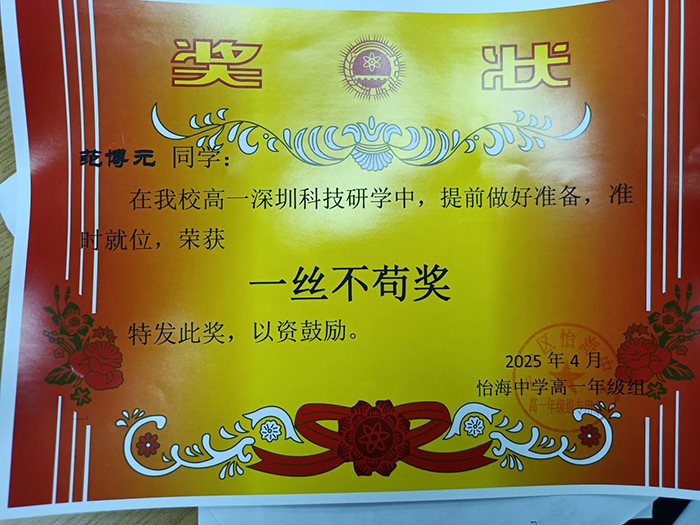 奖 状
范博元 同学：
在我校高一深圳科技研学中，提前做好准备，准
时就位，荣获
一丝不苟奖
特发此奖，以资鼓励。
2025 年 4 月
怡海中学高一年级组